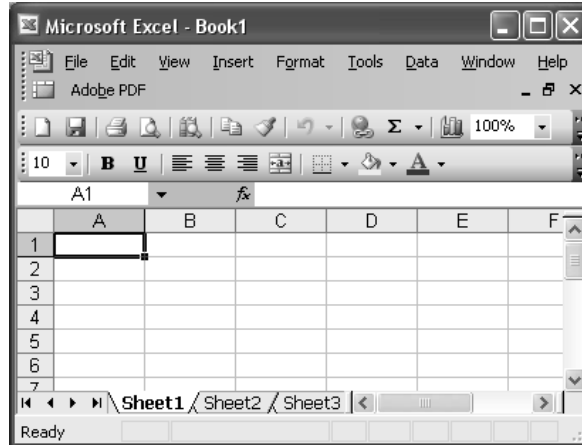 Microsoft Excel - Book1
File Edit View Insert Format Tools Data Window Help
Adobe PDF
Σ 100%
10 B U A
A1 fx
A B C D E F
1
2
3
4
5
6
7
Sheet1 Sheet2 Sheet3
Ready